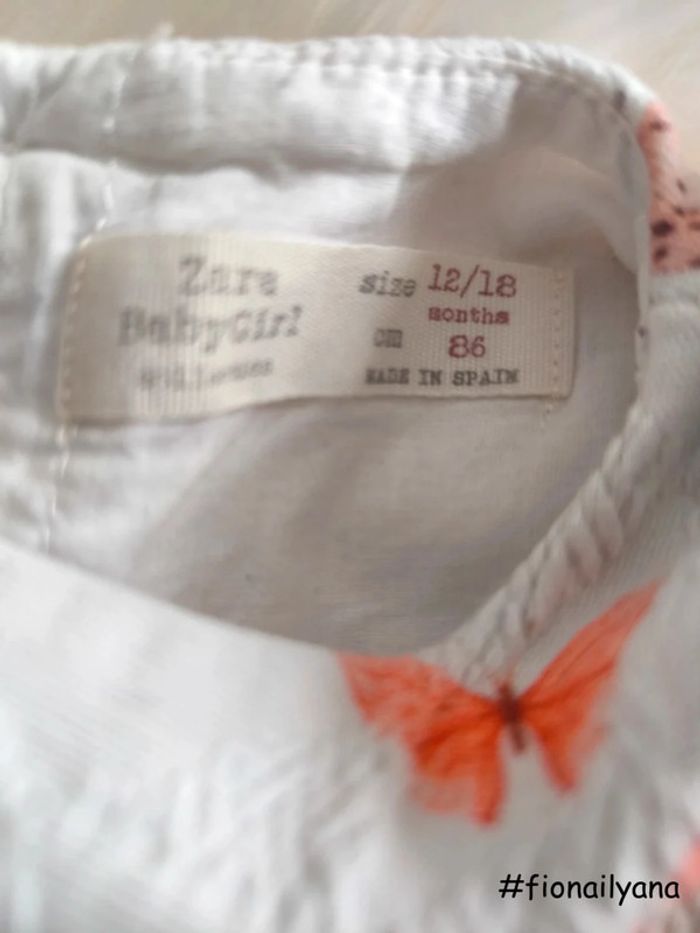 Zara
BabyGirl
size 12/18
months
cm 86
MADE IN SPAIN
#fionailyana